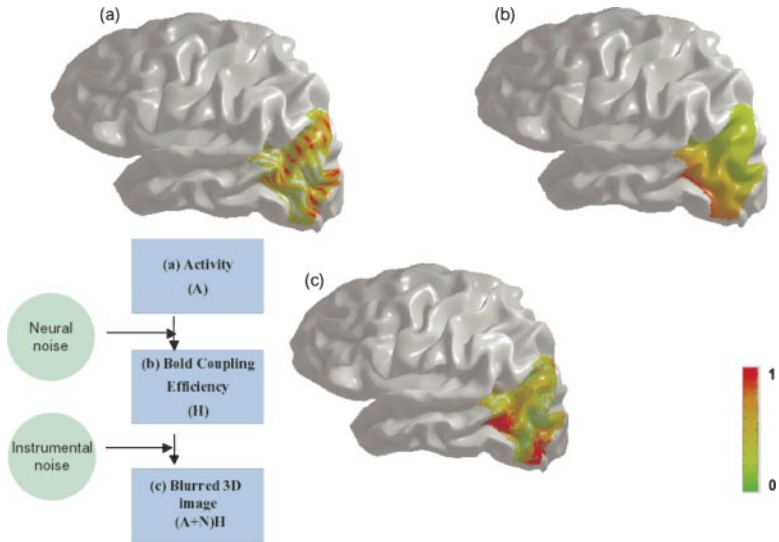 (a)
(b)
(a) Activity
(A)
Neural
noise
(b) Bold Coupling
Efficiency
(H)
Instrumental
noise
(c) Blurred 3D
image
(A+N)H
(c)
1
0